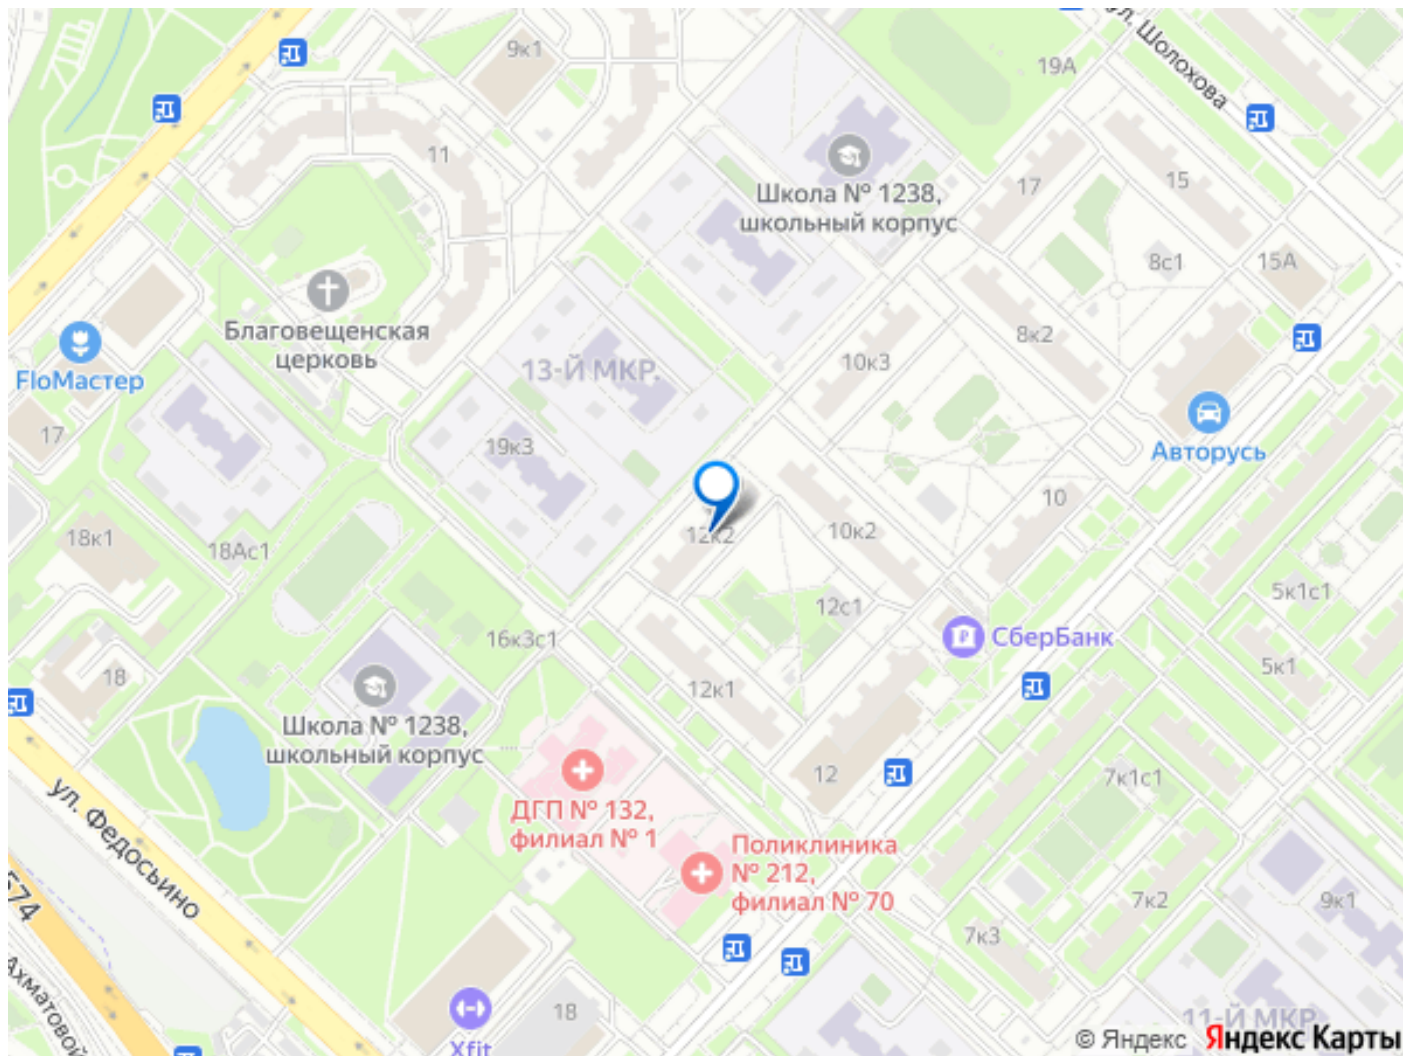 ул. Шолохова
9к1
19А
11
Школа № 1238,
школьный корпус
17
15
8с1
15А
Благовещенская
церковь
FloМастер
13-Й МКР.
10к3
8к2
17
19к3
Авторусь
10
18к1
18Ас1
12к2
10к2
5к1с1
12с1
16к3с1
СберБанк
5к1
18
12к1
Школа № 1238,
школьный корпус
12
7к1с1
ДГП № 132,
филиал № 1
ул. Федосьино
Поликлиника
№ 212,
филиал № 70
574
7к2
9к1
7к3
Ахматовой
18
Xfit
11-Й МКР.
© Яндекс Яндекс Карты